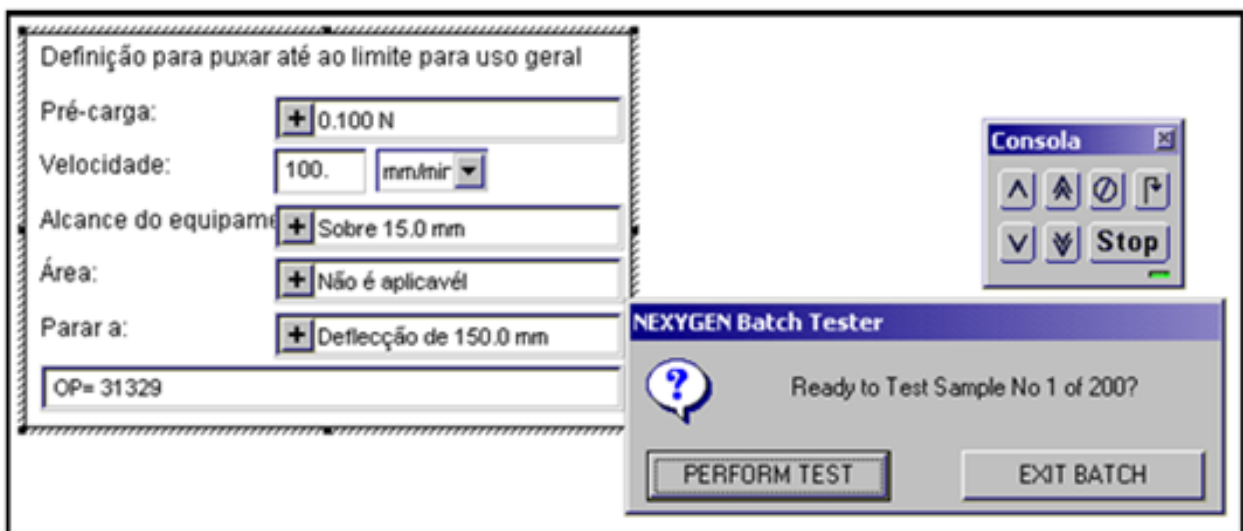 Definição para puxar até ao limite para uso geral
Pré-carga: 0.100 N
Velocidade: 100. mm/mir
Alcance do equipame Sobre 15.0 mm
Área: Não é aplicavél
Parar a: Deflecção de 150.0 mm
OP= 31329
Consola
Stop
NEXYGEN Batch Tester
Ready to Test Sample No 1 of 200?
PERFORM TEST EXIT BATCH